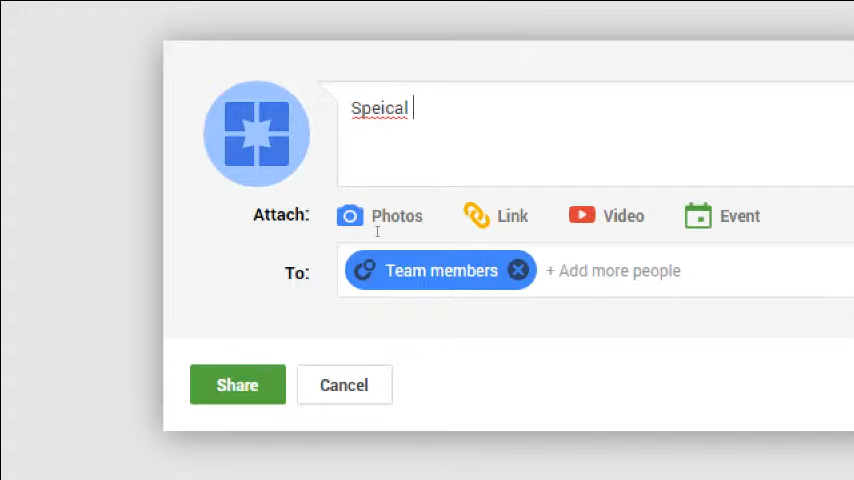 Speical
Attach: Photos Link Video Event
To: Team members + Add more people
Share Cancel